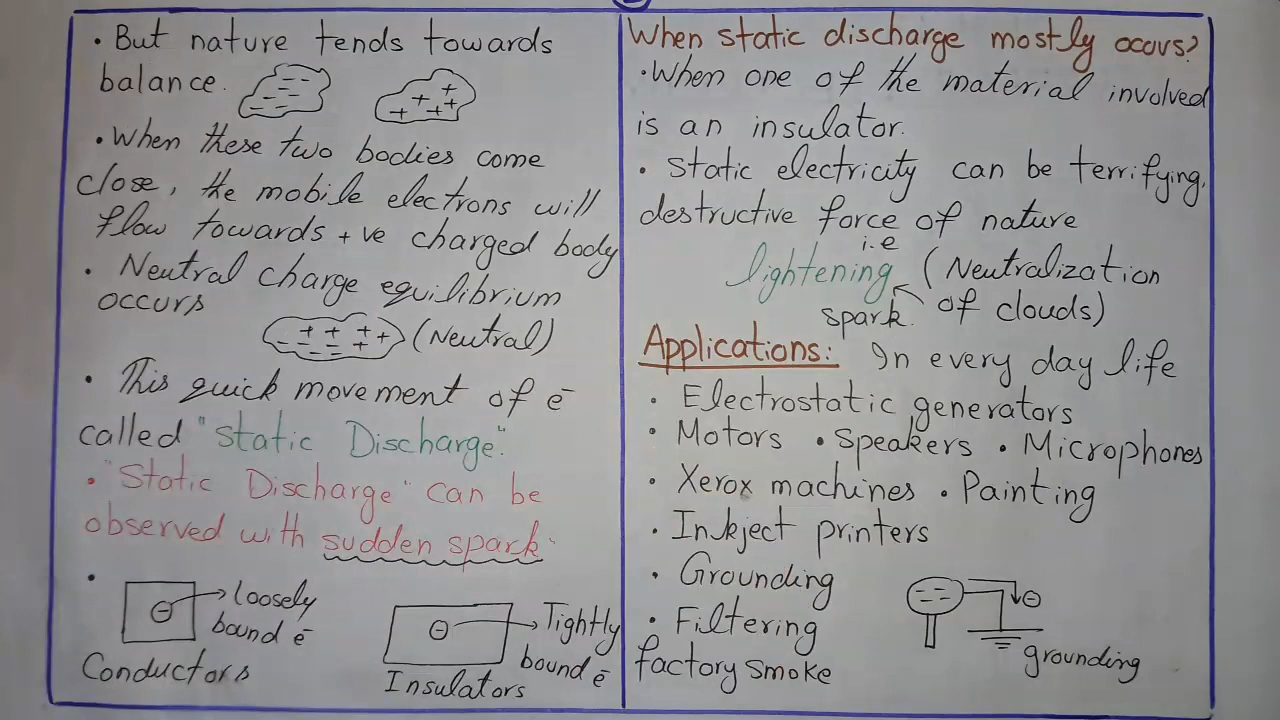 • But nature tends towards
balance.
• When these two bodies come
close, the mobile electrons will
flow towards +ve charged body
• Neutral charge equilibrium
occurs
(Neutral)
• This quick movement of e̅
called "static Discharge".
• "Static Discharge" can be
observed with sudden spark
• loosely
bound e̅
Conductors
Tightly
bound e̅
Insulators
When static discharge mostly occurs?
• When one of the material involved
is an insulator.
• Static electricity can be terrifying,
destructive force of nature
i.e
lightening (Neutralization
spark. of clouds)
Applications: In every day life
• Electrostatic generators
• Motors • Speakers • Microphones
• Xerox machines • Painting
• Inkject printers
• Grounding
• Filtering
factory smoke
grounding